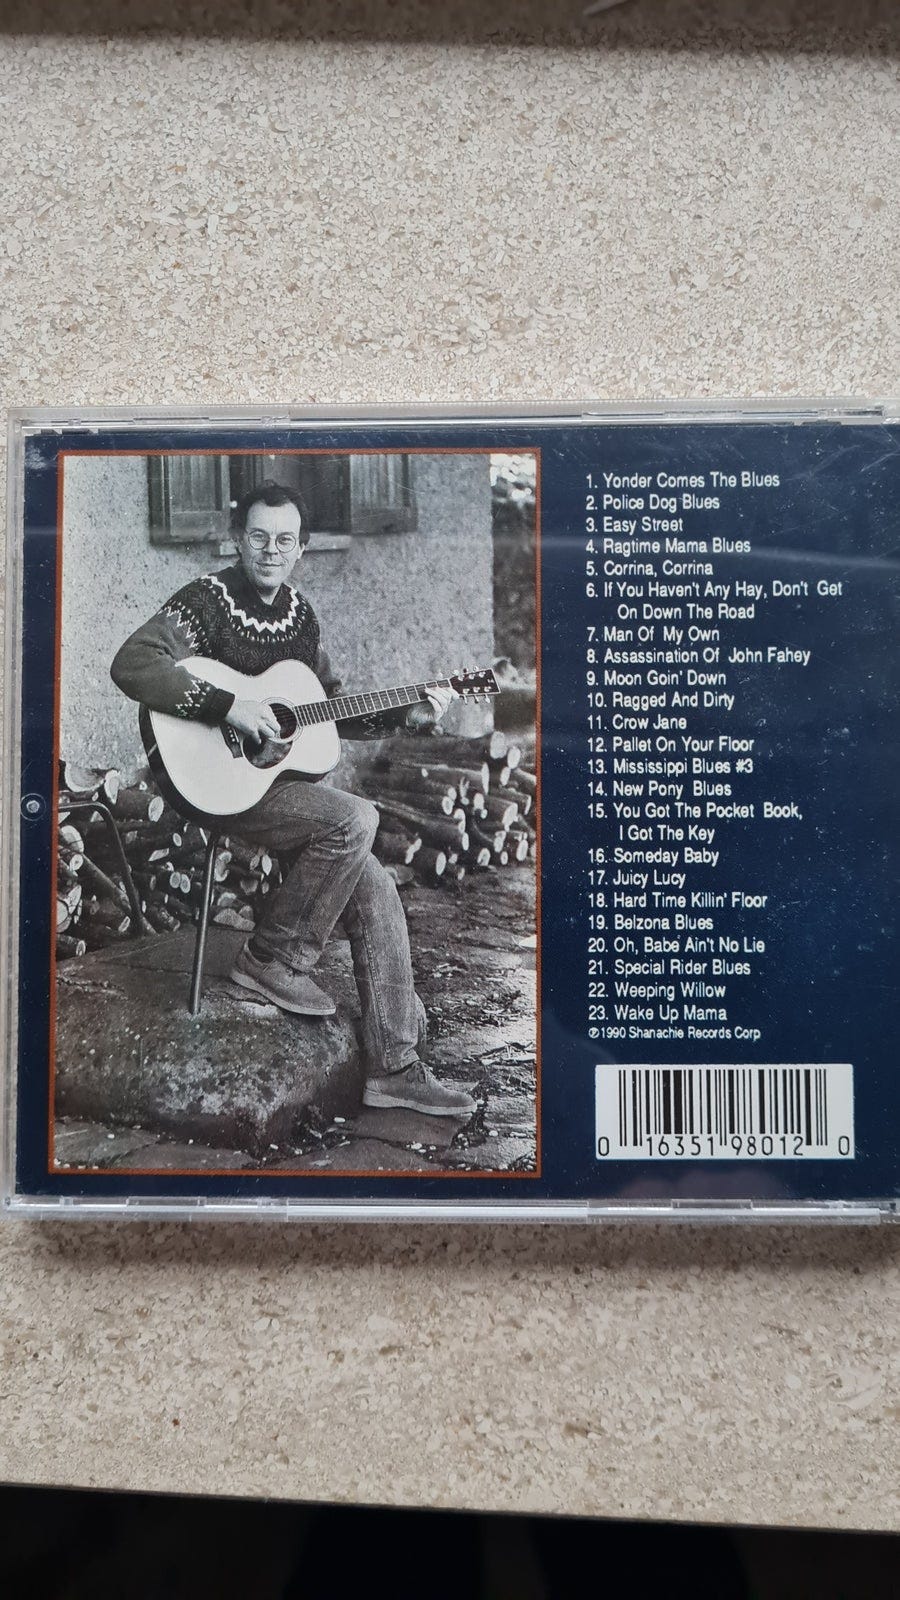 1. Yonder Comes The Blues
2. Police Dog Blues
3. Easy Street
4. Ragtime Mama Blues
5. Corrina, Corrina
6. If You Haven't Any Hay, Don't Get
On Down The Road
7. Man Of My Own
8. Assassination Of John Fahey
9. Moon Goin' Down
10. Ragged And Dirty
11. Crow Jane
12. Pallet On Your Floor
13. Mississippi Blues #3
14. New Pony Blues
15. You Got The Pocket Book,
I Got The Key
16. Someday Baby
17. Juicy Lucy
18. Hard Time Killin' Floor
19. Belzona Blues
20. Oh, Babe Ain't No Lie
21. Special Rider Blues
22. Weeping Willow
23. Wake Up Mama
℗1990 Shanachie Records Corp
0 16351 98012 0